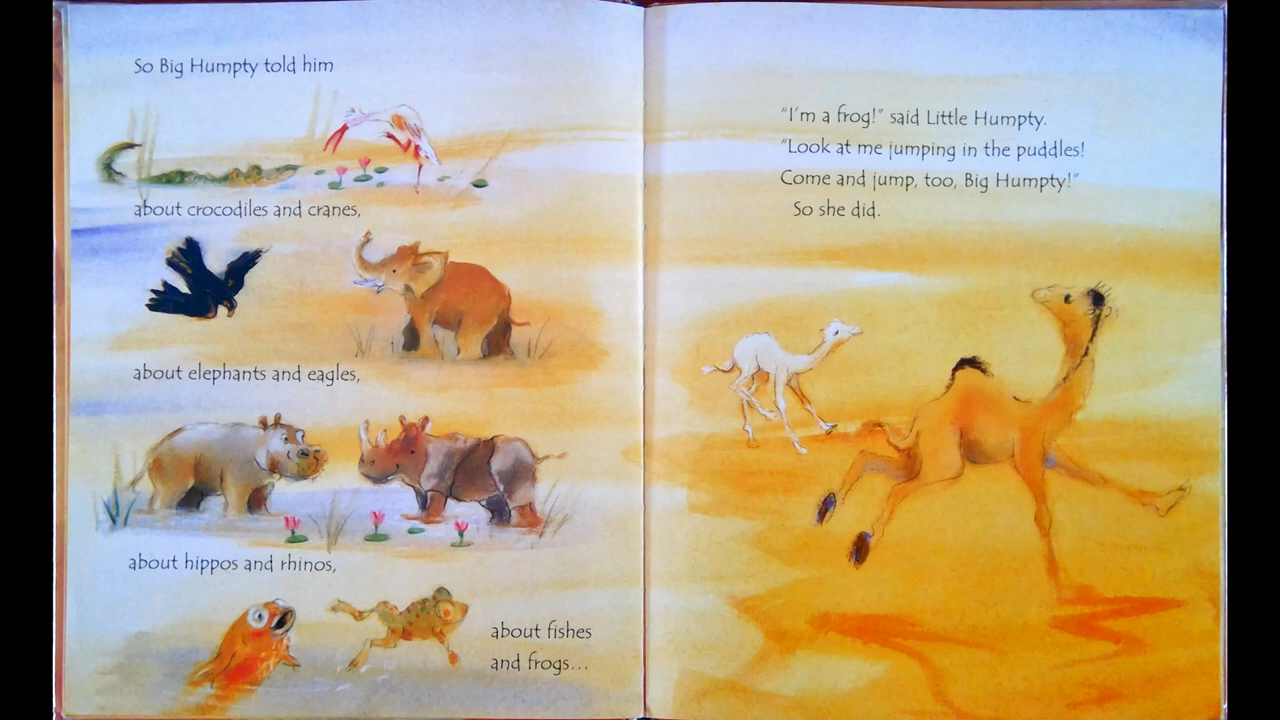 So Big Humpty told him
about crocodiles and cranes,
about elephants and eagles,
about hippos and rhinos,
about fishes
and frogs...
"I'm a frog!" said Little Humpty.
"Look at me jumping in the puddles!
Come and jump, too, Big Humpty!"
So she did.